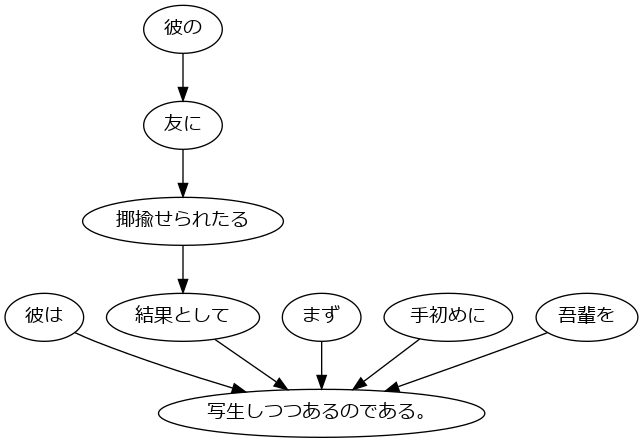 彼の
友に
揶揄せられたる
彼は
結果として
まず
手初めに
吾輩を
写生しつつあるのである。